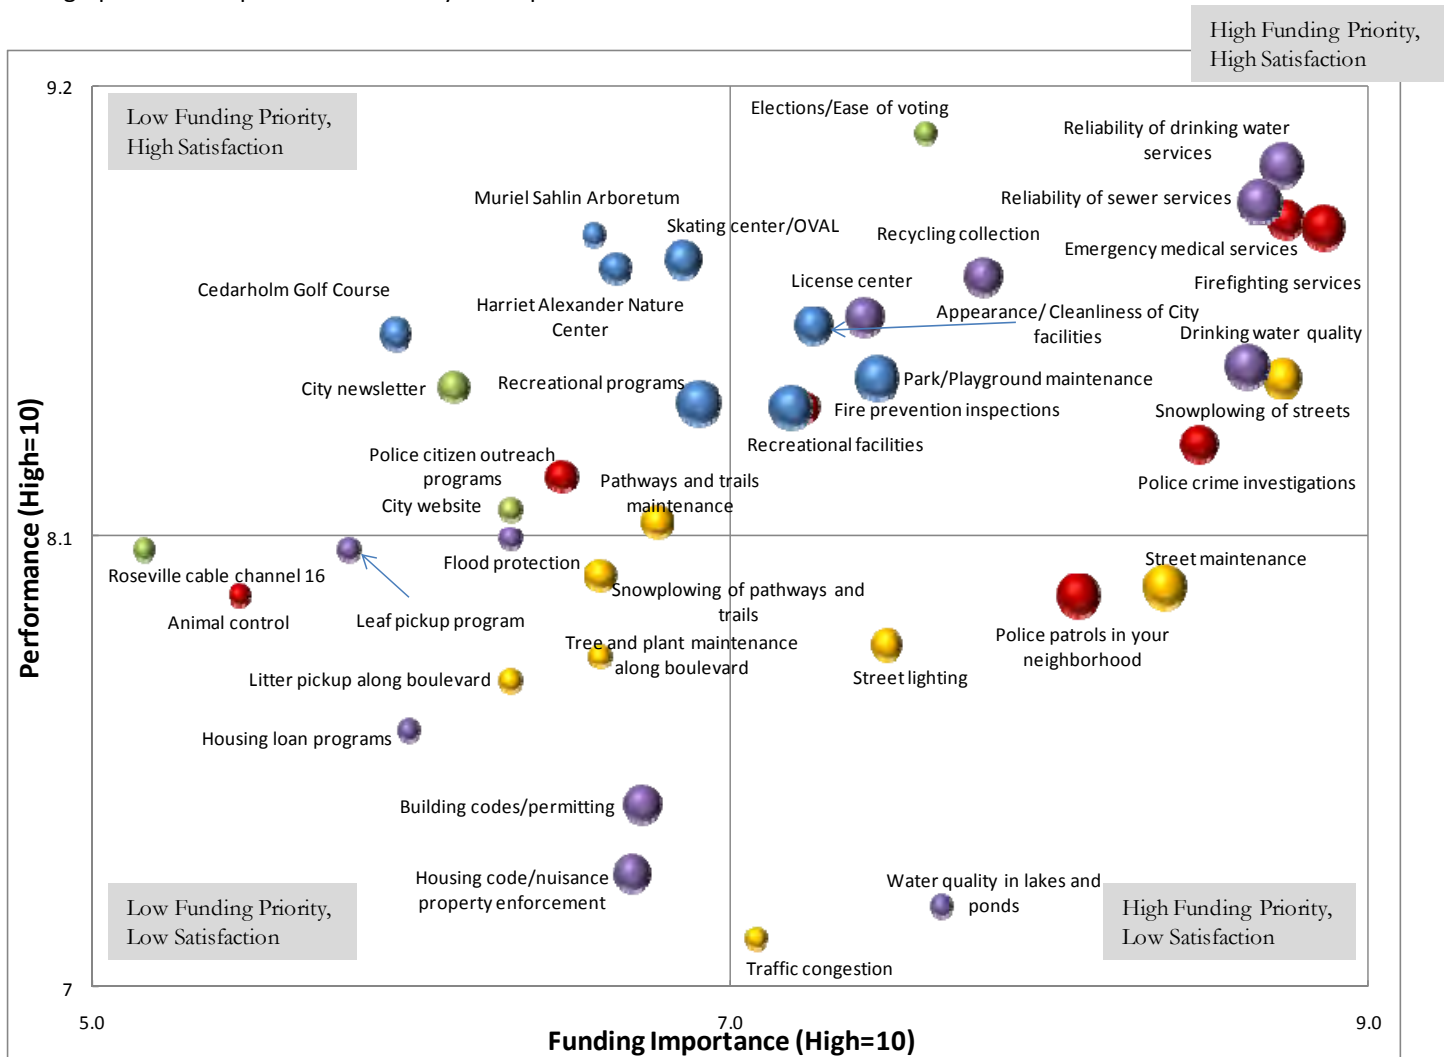 High Funding Priority,
High Satisfaction
9.2
Low Funding Priority,
High Satisfaction
Elections/Ease of voting
Reliability of drinking water
services
Muriel Sahlin Arboretum
Reliability of sewer services
Skating center/OVAL
Recycling collection
Emergency medical services
Cedarholm Golf Course
License center
Firefighting services
Harriet Alexander Nature
Center
Appearance/ Cleanliness of City
facilities
Drinking water quality
City newsletter
Recreational programs
Park/Playground maintenance
Fire prevention inspections
Snowplowing of streets
Recreational facilities
Police citizen outreach
programs
Pathways and trails
maintenance
Police crime investigations
City website
8.1
Flood protection
Street maintenance
Roseville cable channel 16
Snowplowing of pathways and
trails
Animal control
Leaf pickup program
Police patrols in your
neighborhood
Tree and plant maintenance
along boulevard
Litter pickup along boulevard
Street lighting
Housing loan programs
Building codes/permitting
Housing code/nuisance
property enforcement
Water quality in lakes and
ponds
Low Funding Priority,
Low Satisfaction
High Funding Priority,
Low Satisfaction
Traffic congestion
7
5.0
7.0
9.0
Performance (High=10)
Funding Importance (High=10)